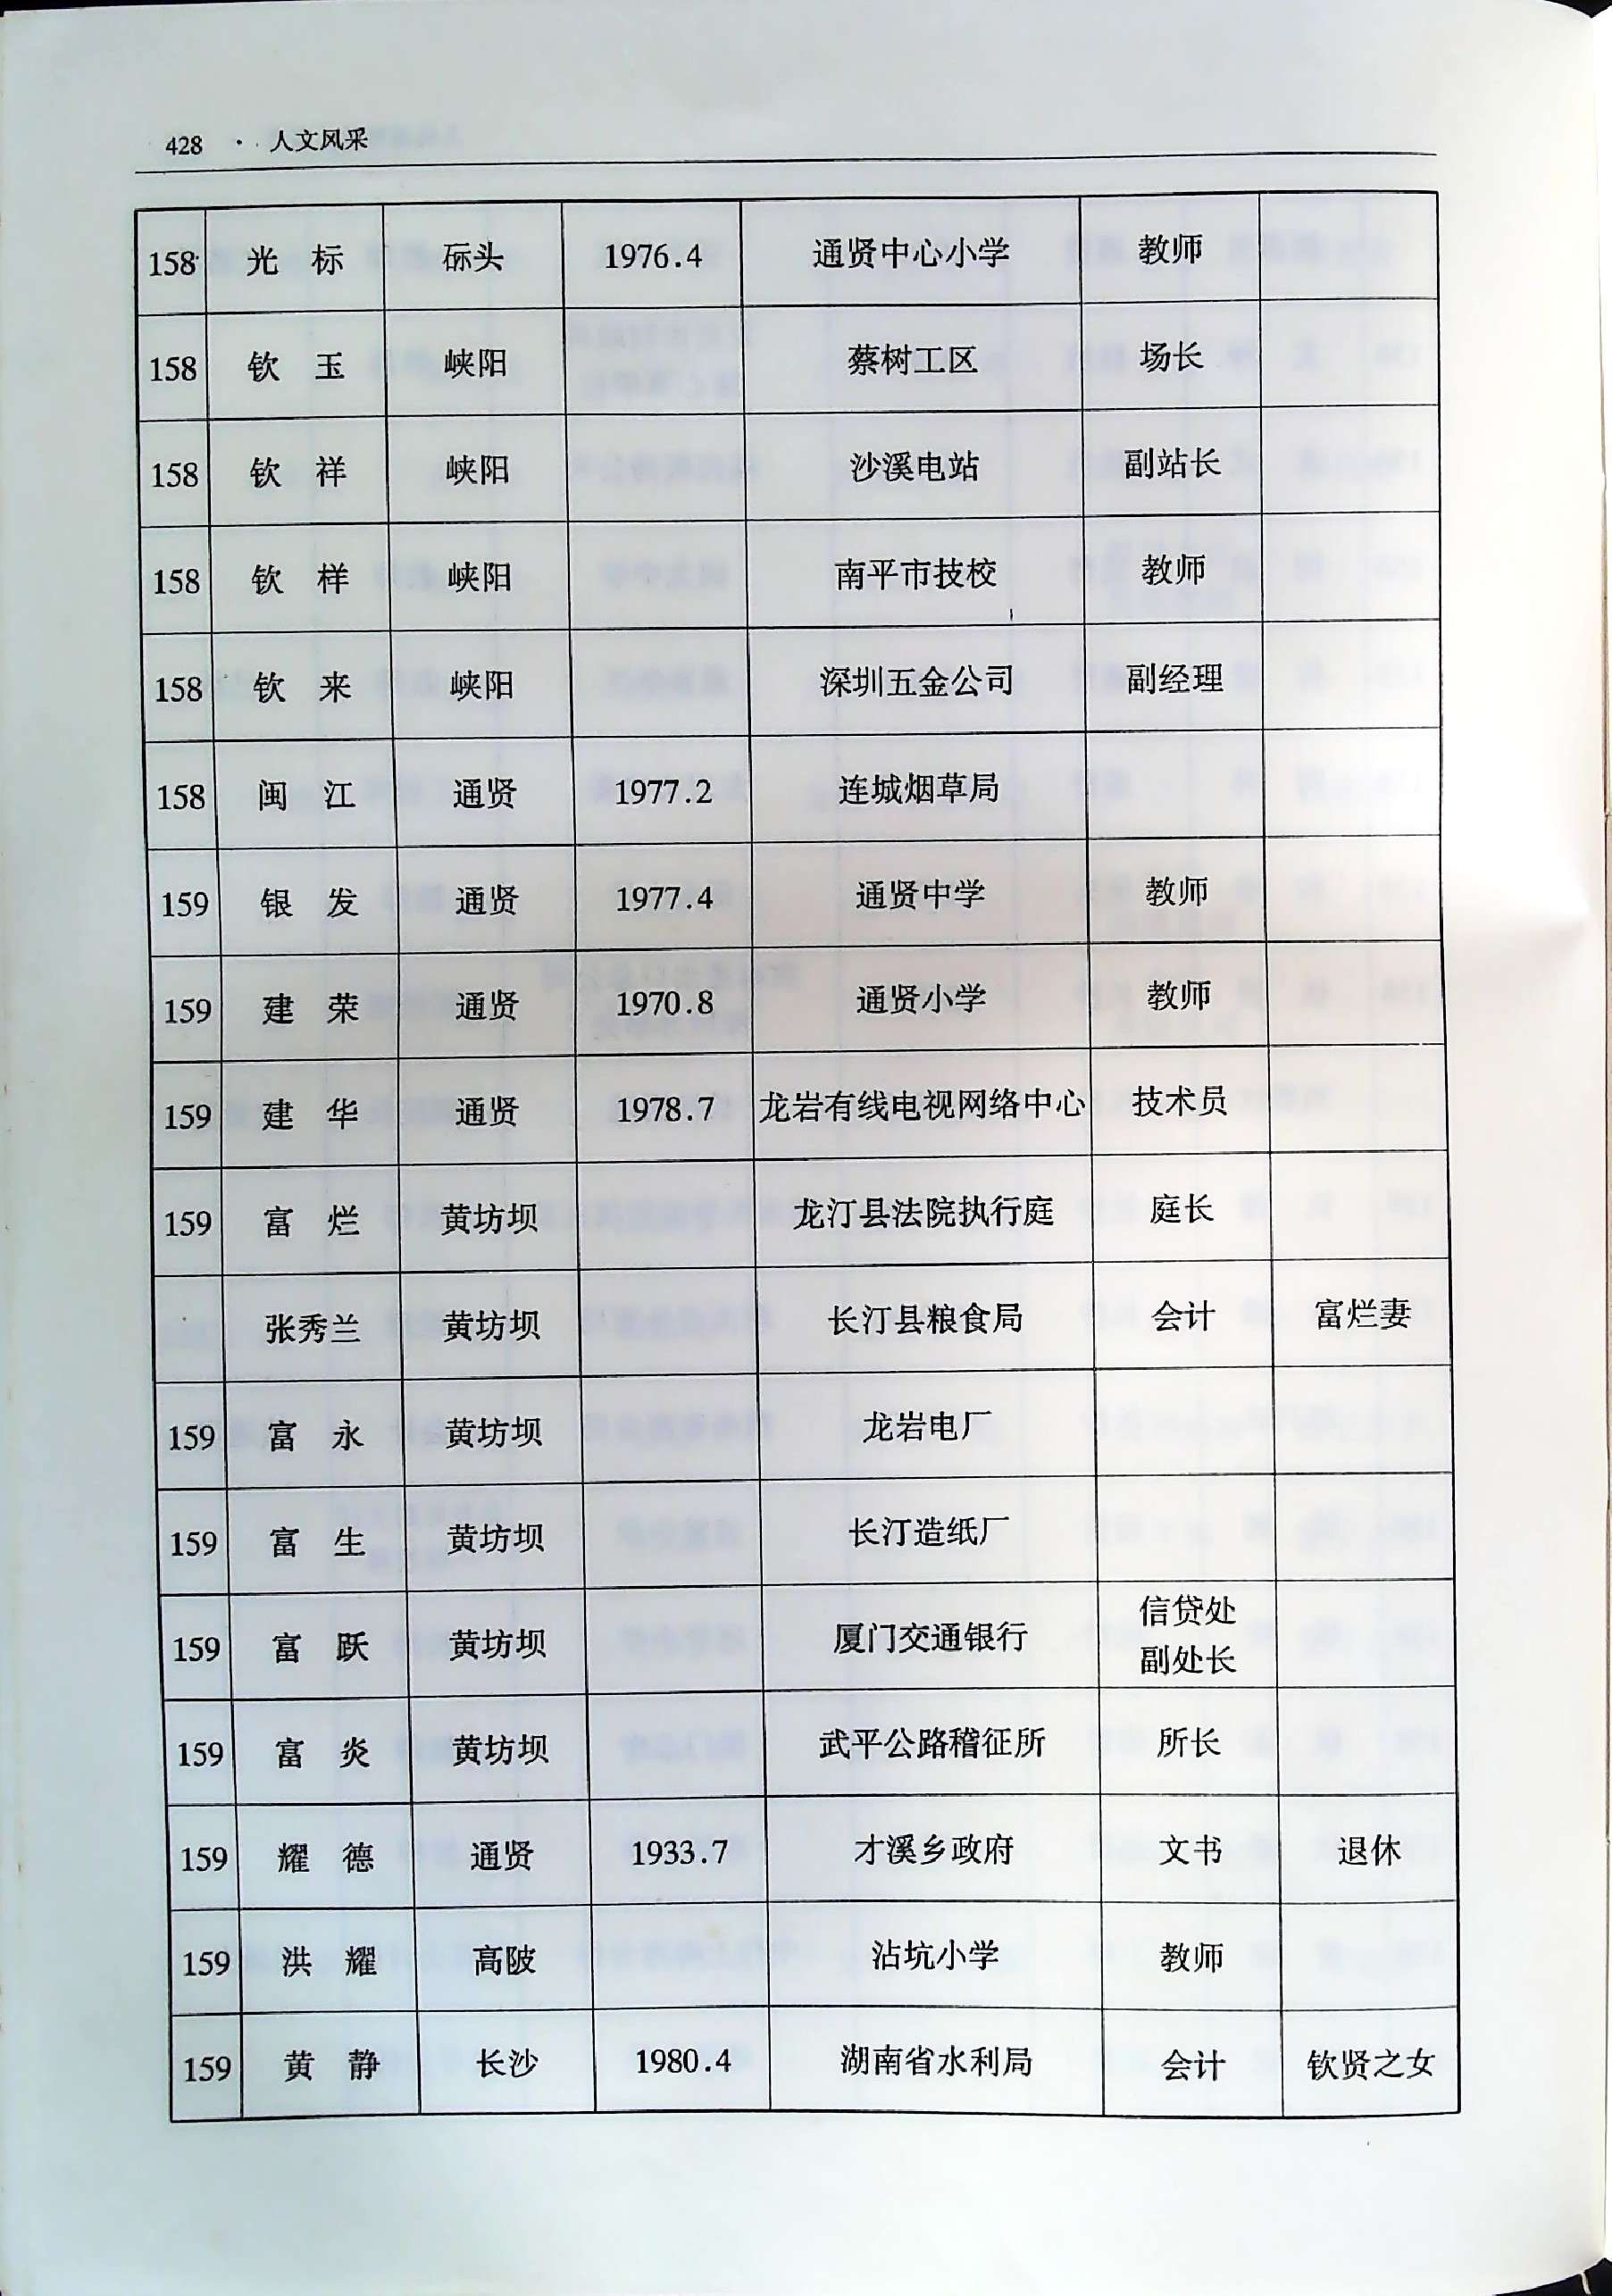 428 · 人文风采
158 光 标 砾头 1976.4 通贤中心小学 教师
158 钦 玉 峡阳 蔡树工区 场长
158 钦 祥 峡阳 沙溪电站 副站长
158 钦 样 峡阳 南平市技校 教师
158 钦 来 峡阳 深圳五金公司 副经理
158 闽 江 通贤 1977.2 连城烟草局
159 银 发 通贤 1977.4 通贤中学 教师
159 建 荣 通贤 1970.8 通贤小学 教师
159 建 华 通贤 1978.7 龙岩有线电视网络中心 技术员
159 富 烂 黄坊坝 龙汀县法院执行庭 庭长
张秀兰 黄坊坝 长汀县粮食局 会计 富烂妻
159 富 永 黄坊坝 龙岩电厂
159 富 生 黄坊坝 长汀造纸厂
159 富 跃 黄坊坝 厦门交通银行 信贷处
副处长
159 富 炎 黄坊坝 武平公路稽征所 所长
159 耀 德 通贤 1933.7 才溪乡政府 文书 退休
159 洪 耀 高陂 沾坑小学 教师
159 黄 静 长沙 1980.4 湖南省水利局 会计 钦贤之女